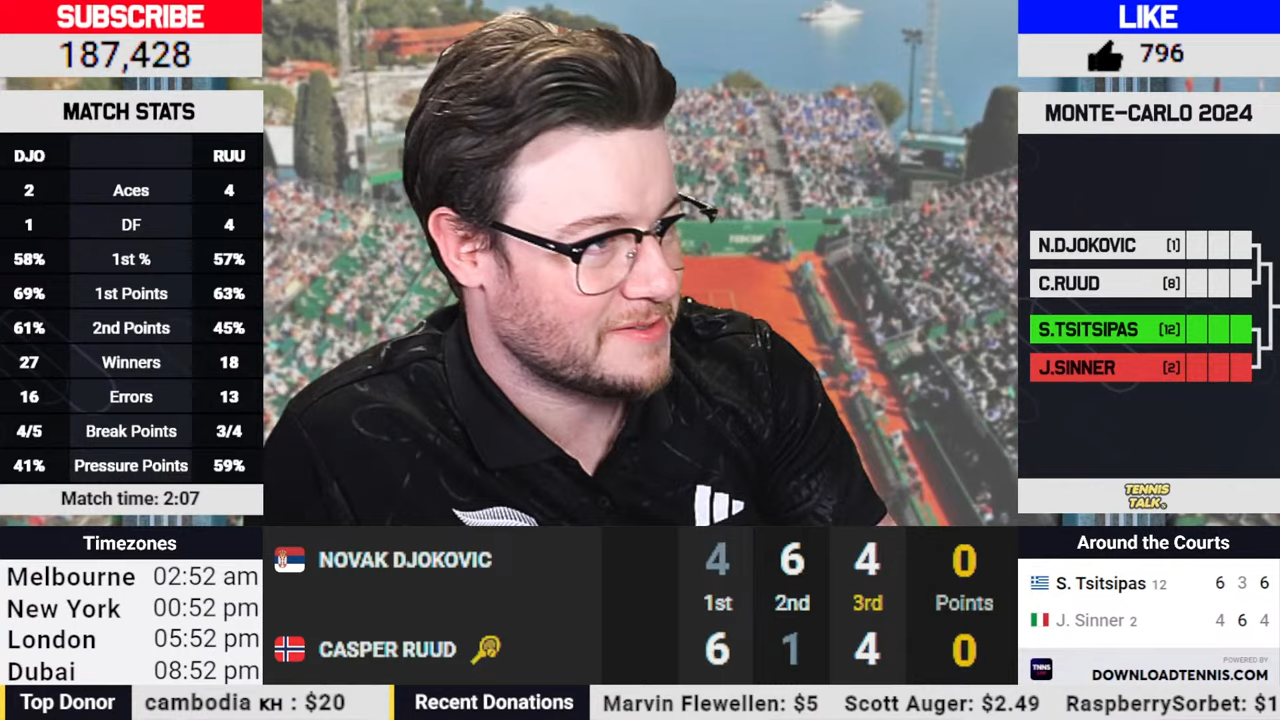 SUBSCRIBE
187,428
MATCH STATS
DJO RUU
2 Aces 4
1 DF 4
58% 1st % 57%
69% 1st Points 63%
61% 2nd Points 45%
27 Winners 18
16 Errors 13
4/5 Break Points 3/4
41% Pressure Points 59%
Match time: 2:07
Timezones
Melbourne 02:52 am
New York 00:52 pm
London 05:52 pm
Dubai 08:52 pm
NOVAK DJOKOVIC 4 6 4 0
1st 2nd 3rd Points
CASPER RUUD 6 1 4 0
LIKE
796
MONTE-CARLO 2024
N.DJOKOVIC [1]
C.RUUD [8]
S.TSITSIPAS [12]
J.SINNER [2]
TENNIS
TALK.
Around the Courts
S. Tsitsipas 12 6 3 6
J. Sinner 2 4 6 4
POWERED BY
TNNS
DOWNLOADTENNIS.COM
Top Donor cambodia KH : $20 Recent Donations Marvin Flewellen: $5 Scott Auger: $2.49 RaspberrySorbet: $1